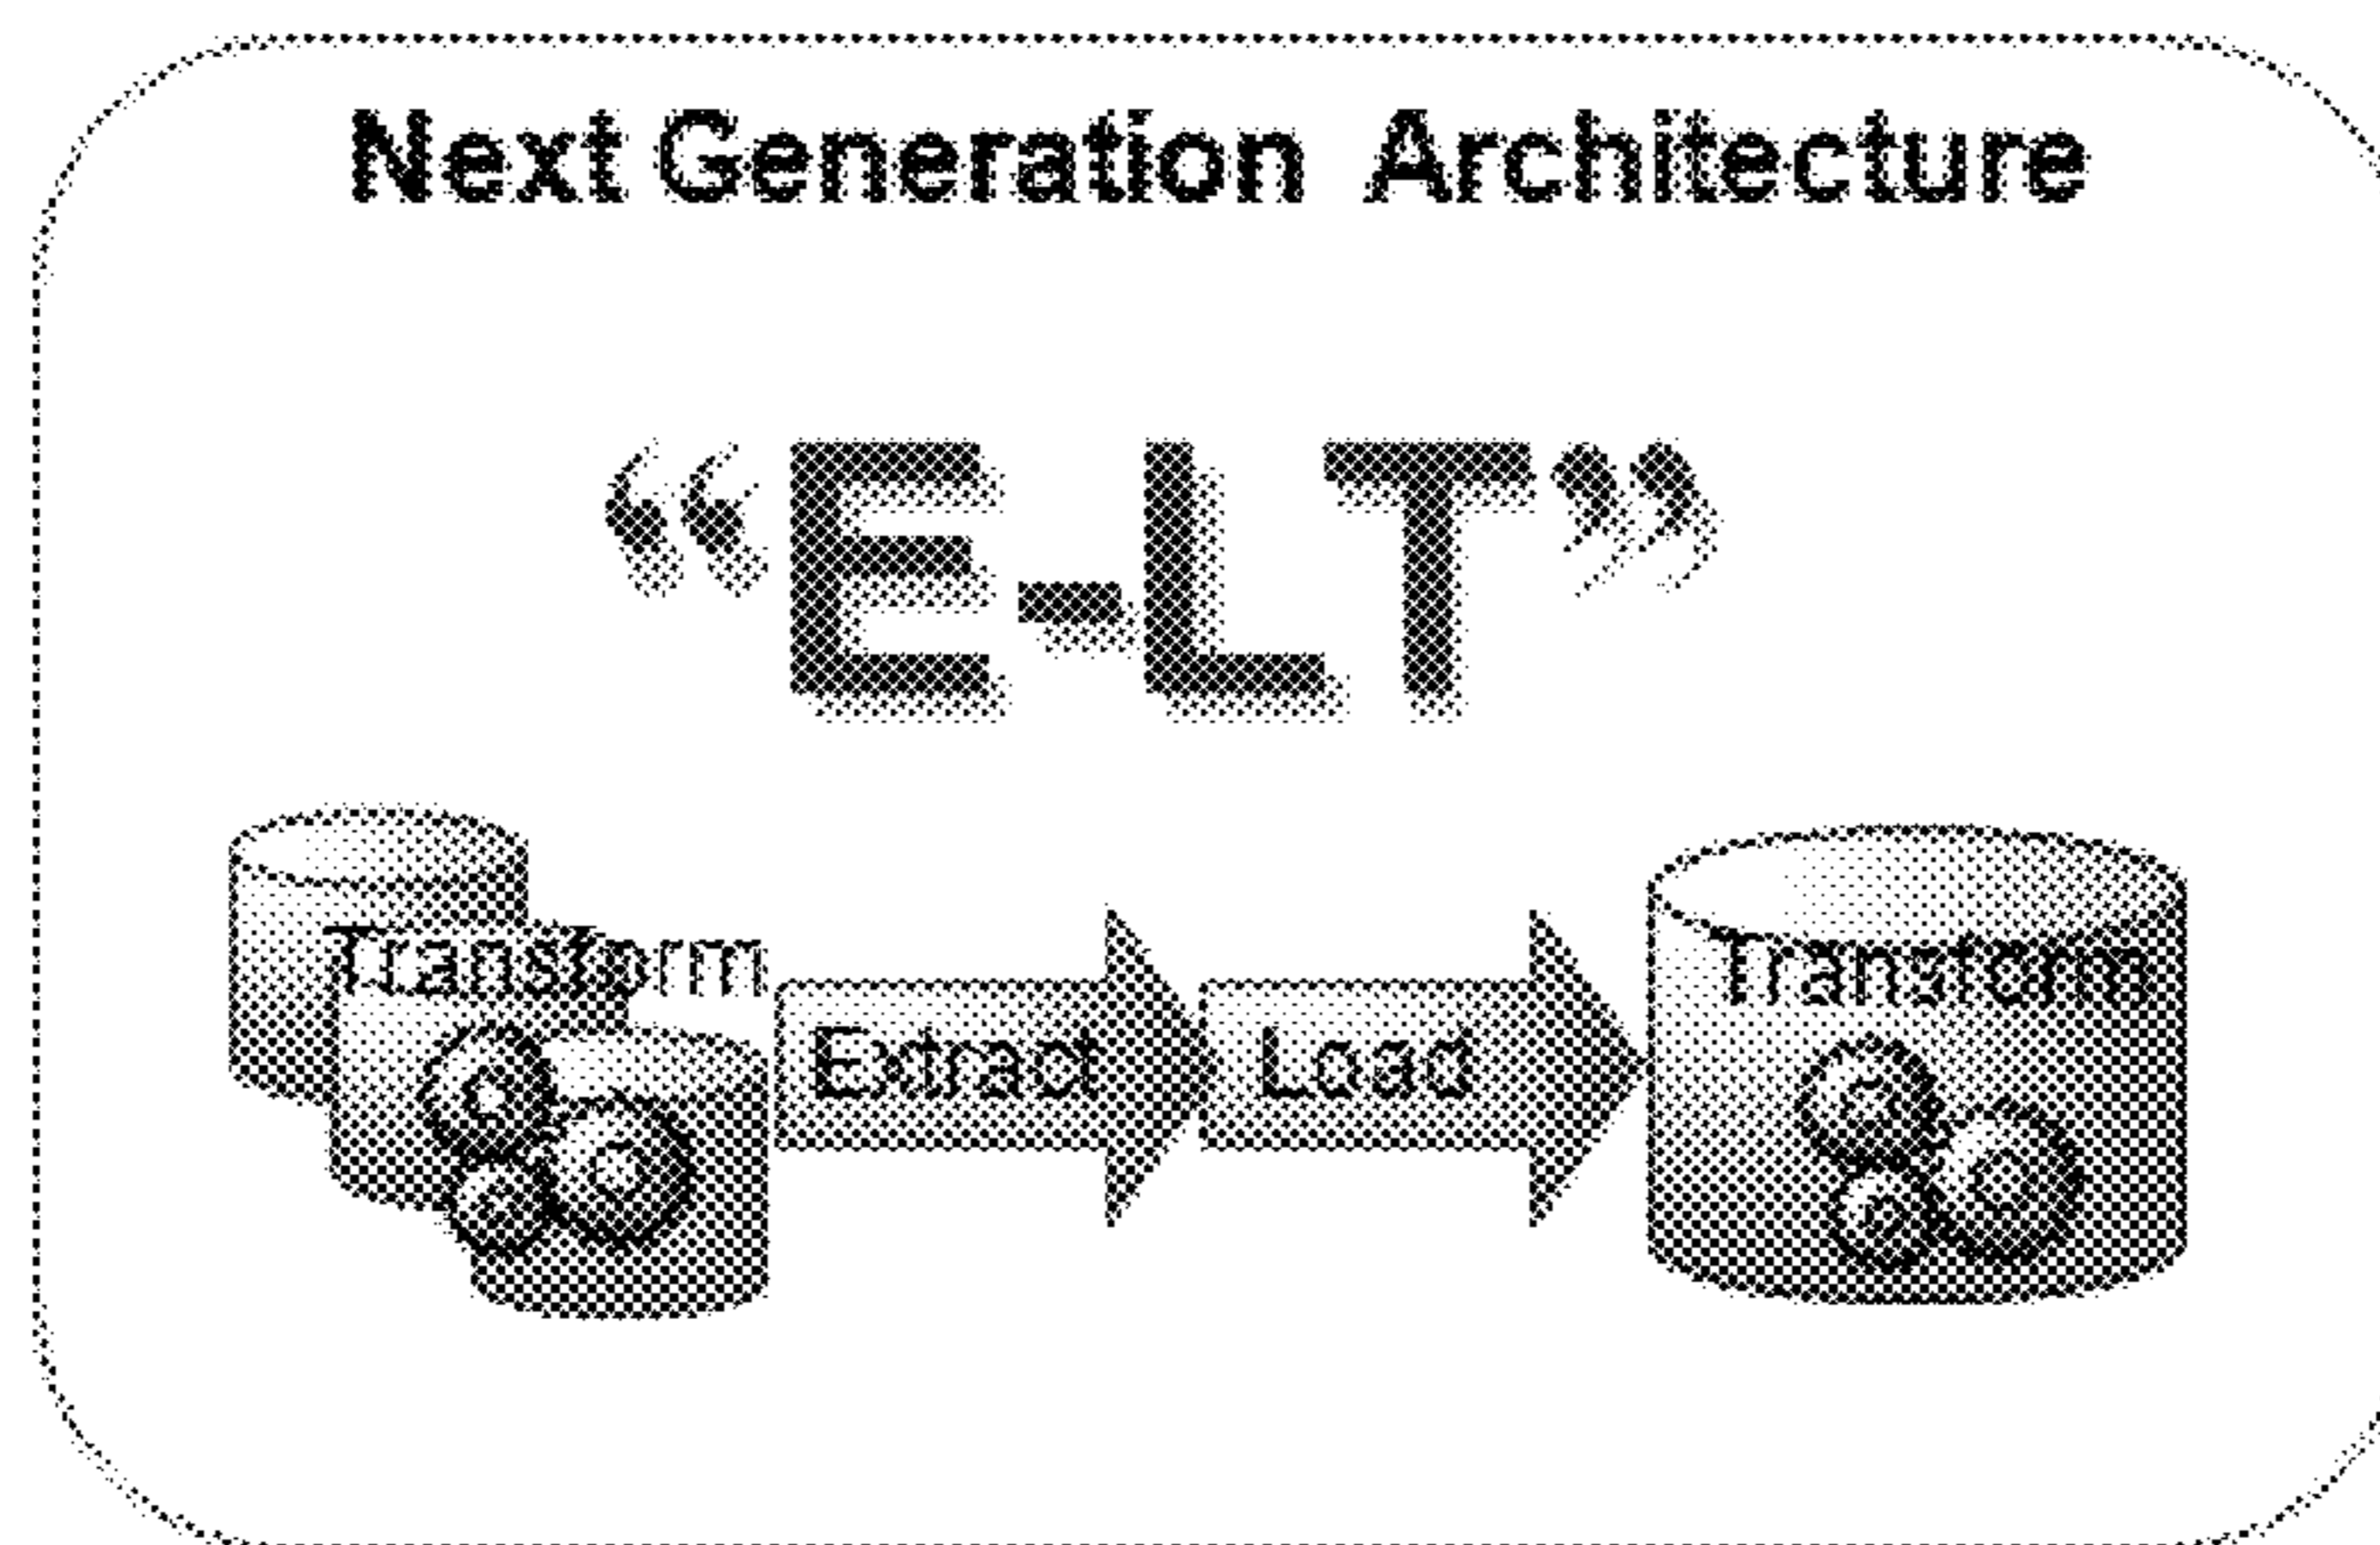 Next Generation Architecture
“E-LT”
Transform
Extract
Load
Transform